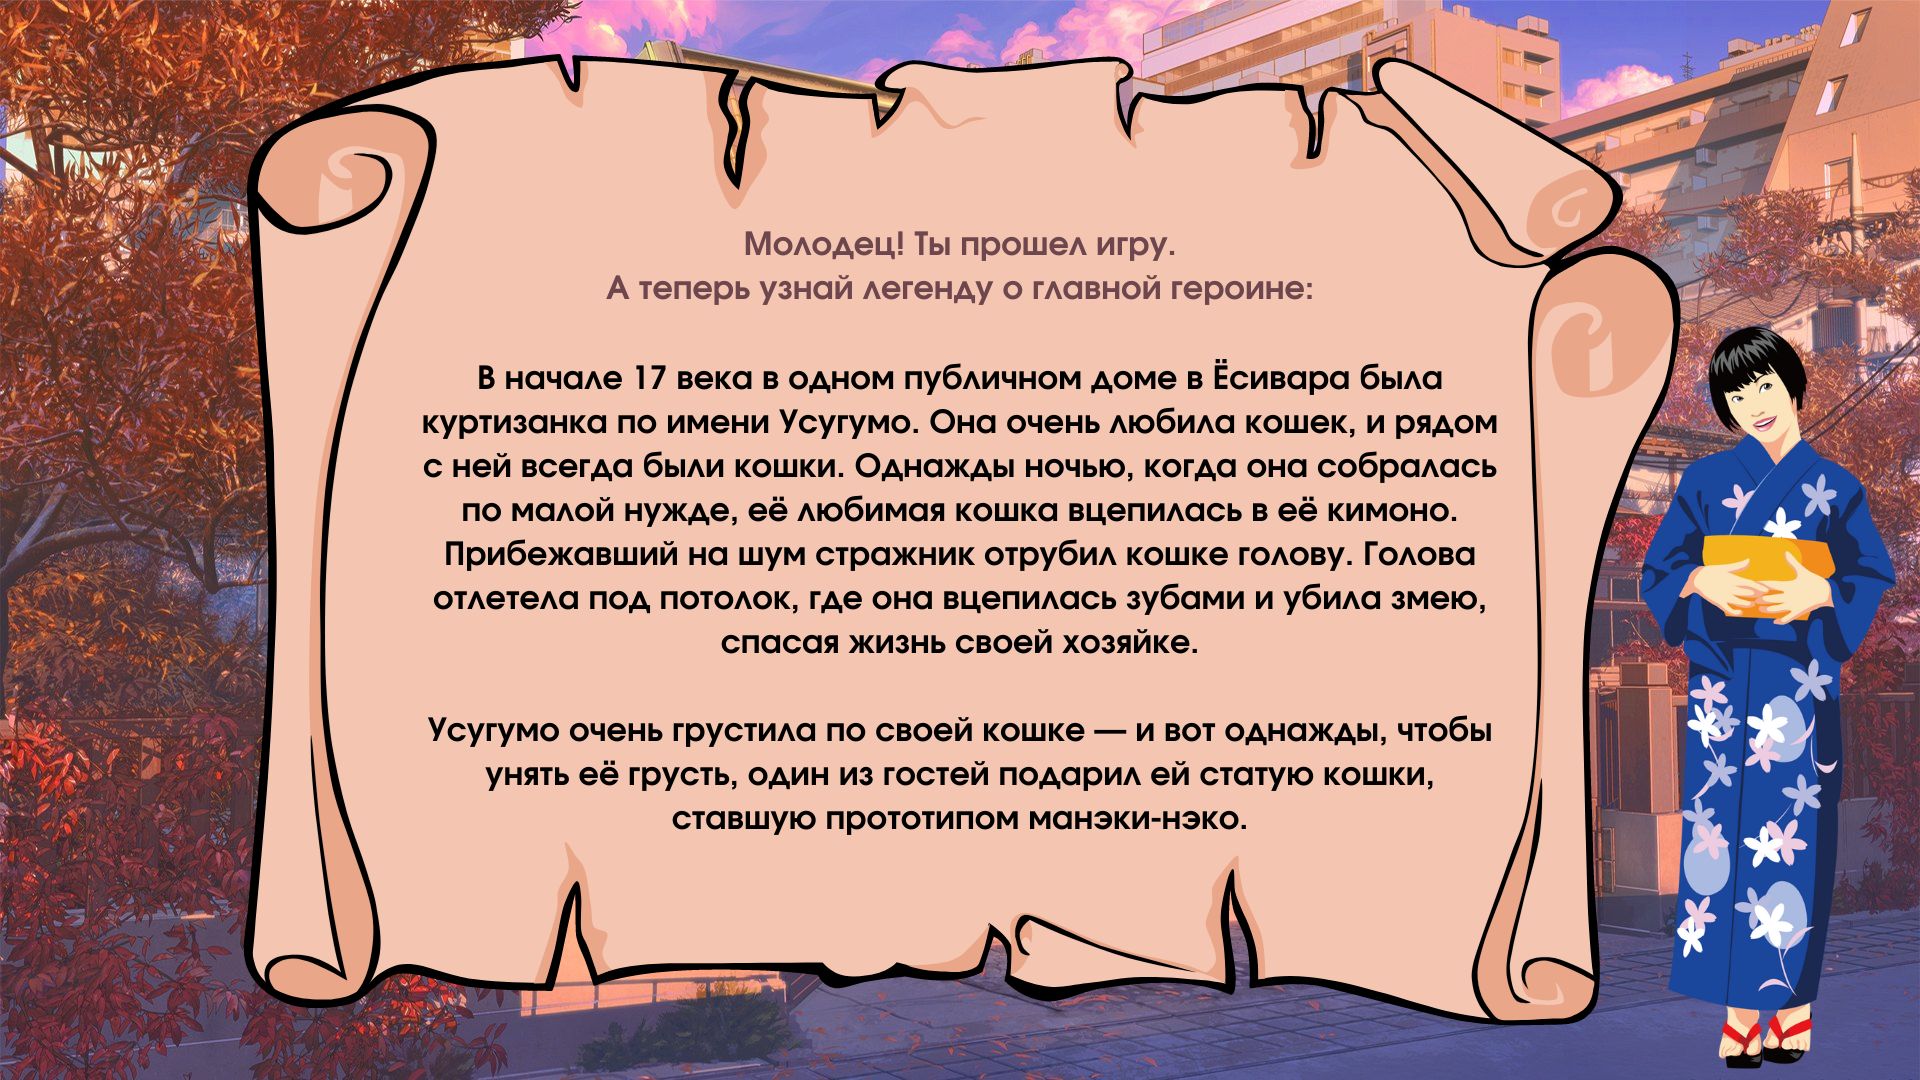 Молодец! Ты прошел игру.
А теперь узнай легенду о главной героине:
В начале 17 века в одном публичном доме в Ёсивара была
куртизанка по имени Усугумо. Она очень любила кошек, и рядом
с ней всегда были кошки. Однажды ночью, когда она собралась
по малой нужде, её любимая кошка вцепилась в её кимоно.
Прибежавший на шум стражник отрубил кошке голову. Голова
отлетела под потолок, где она вцепилась зубами и убила змею,
спасая жизнь своей хозяйке.
Усугумо очень грустила по своей кошке — и вот однажды, чтобы
унять её грусть, один из гостей подарил ей статую кошки,
ставшую прототипом манэки-нэко.